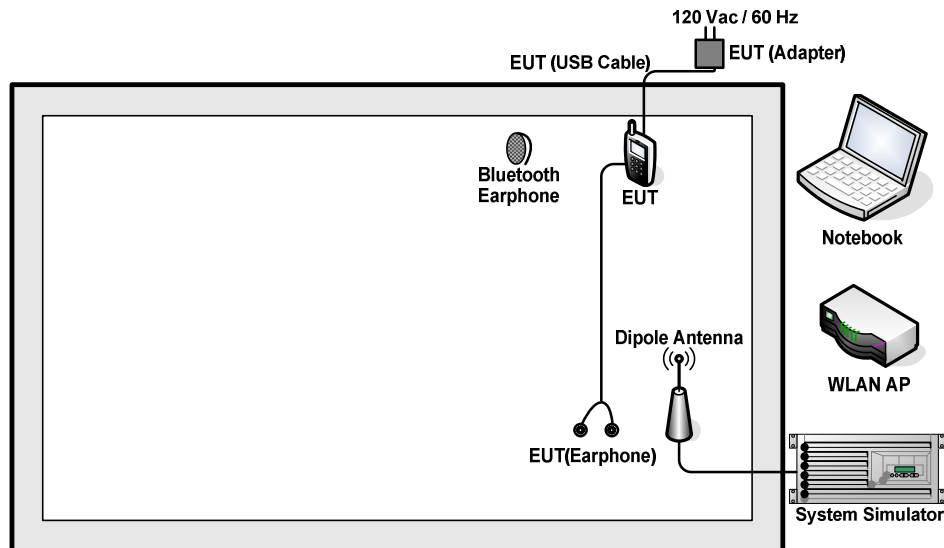 120 Vac / 60 Hz
EUT (Adapter)
EUT (USB Cable)
Bluetooth
Earphone
EUT
Notebook
Dipole Antenna
WLAN AP
EUT(Earphone)
System Simulator